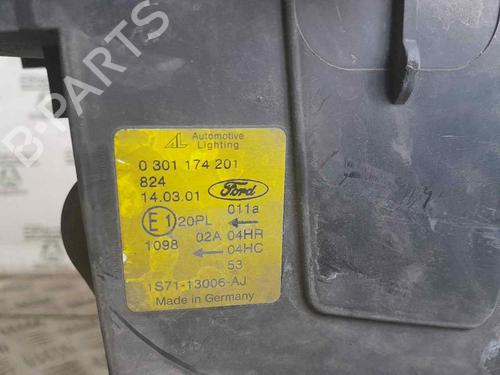 B-PARTS
AL Automotive
Lighting
0 301 174 201
824
14.03.01 Ford
E1 20PL 011a
1098 02A 04HR
04HC
53
1S71-13006-AJ
Made in Germany